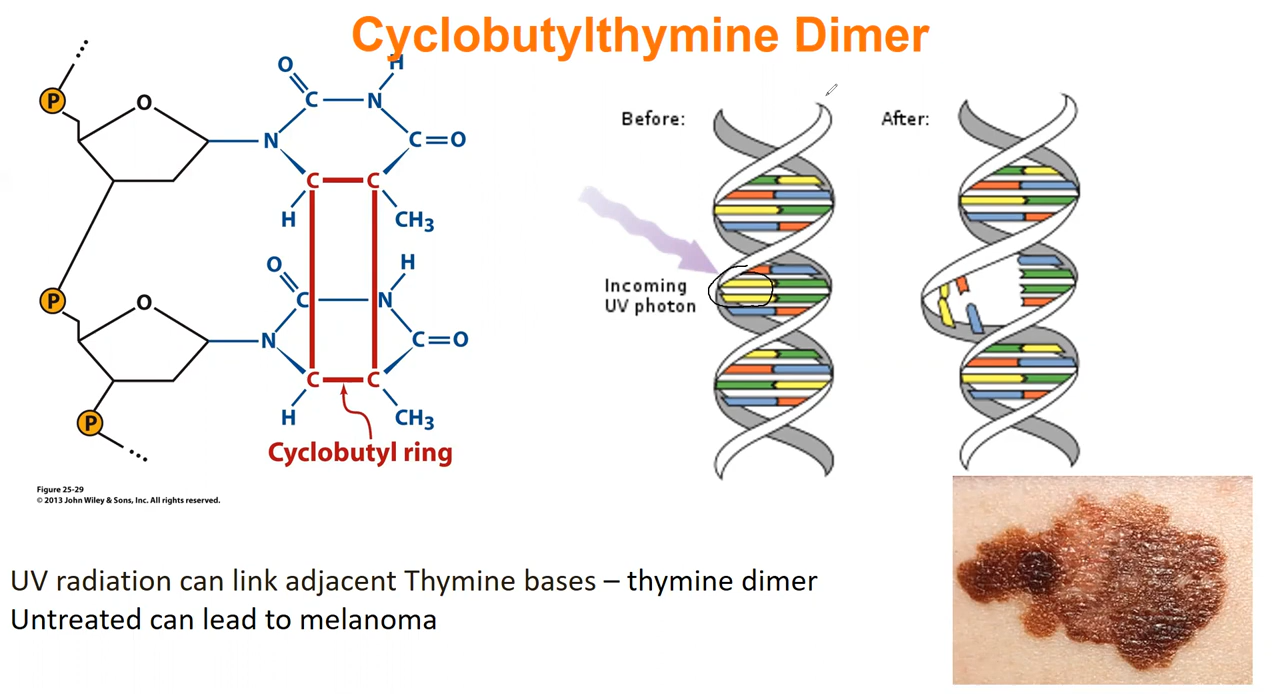 Cyclobutylthymine Dimer
P
O
O
C
N
H
N
C=O
C
C
H
CH3
P
O
O
C
N
H
N
C=O
C
C
H
CH3
P
Cyclobutyl ring
Figure 25-29
© 2013 John Wiley & Sons, Inc. All rights reserved.
Before:
After:
Incoming
UV photon
UV radiation can link adjacent Thymine bases – thymine dimer
Untreated can lead to melanoma